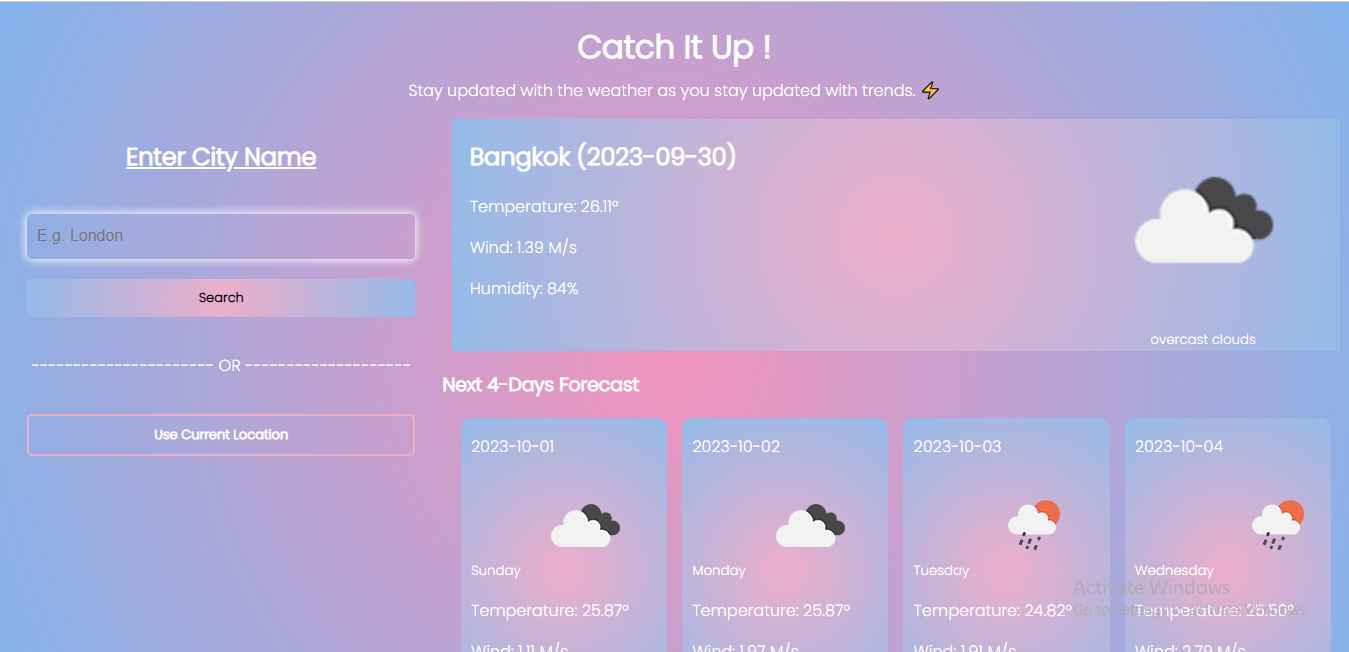 Catch It Up !
Stay updated with the weather as you stay updated with trends. ⚡
Enter City Name
E.g. London
Search
---------------------- OR --------------------
Use Current Location
Bangkok (2023-09-30)
Temperature: 26.11°
Wind: 1.39 M/s
Humidity: 84%
overcast clouds
Next 4-Days Forecast
2023-10-01
Sunday
Temperature: 25.87°
Wind: 1.11 M/s
2023-10-02
Monday
Temperature: 25.87°
Wind: 1.97 M/s
2023-10-03
Tuesday
Temperature: 24.82°
Wind: 1.91 M/s
2023-10-04
Wednesday
Temperature: 25.50°
Wind: 2.79 M/s
Activate Windows
Go to